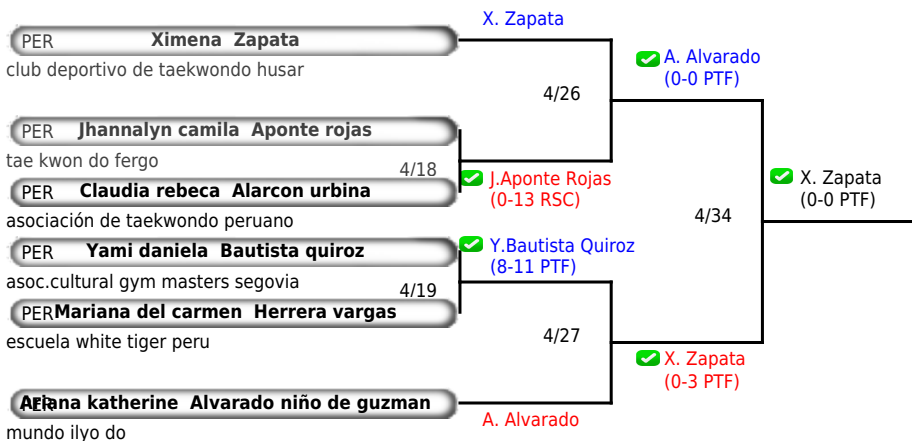 X. Zapata
PER Ximena Zapata
club deportivo de taekwondo husar
A. Alvarado
(0-0 PTF)
4/26
PER Jhannalyn camila Aponte rojas
tae kwon do fergo
4/18
J.Aponte Rojas
(0-13 RSC)
PER Claudia rebeca Alarcon urbina
asociación de taekwondo peruano
X. Zapata
(0-0 PTF)
4/34
PER Yami daniela Bautista quiroz
asoc.cultural gym masters segovia
Y.Bautista Quiroz
(8-11 PTF)
4/19
PER Mariana del carmen Herrera vargas
escuela white tiger peru
4/27
X. Zapata
(0-3 PTF)
PER Ariana katherine Alvarado niño de guzman
mundo ilyo do
A. Alvarado